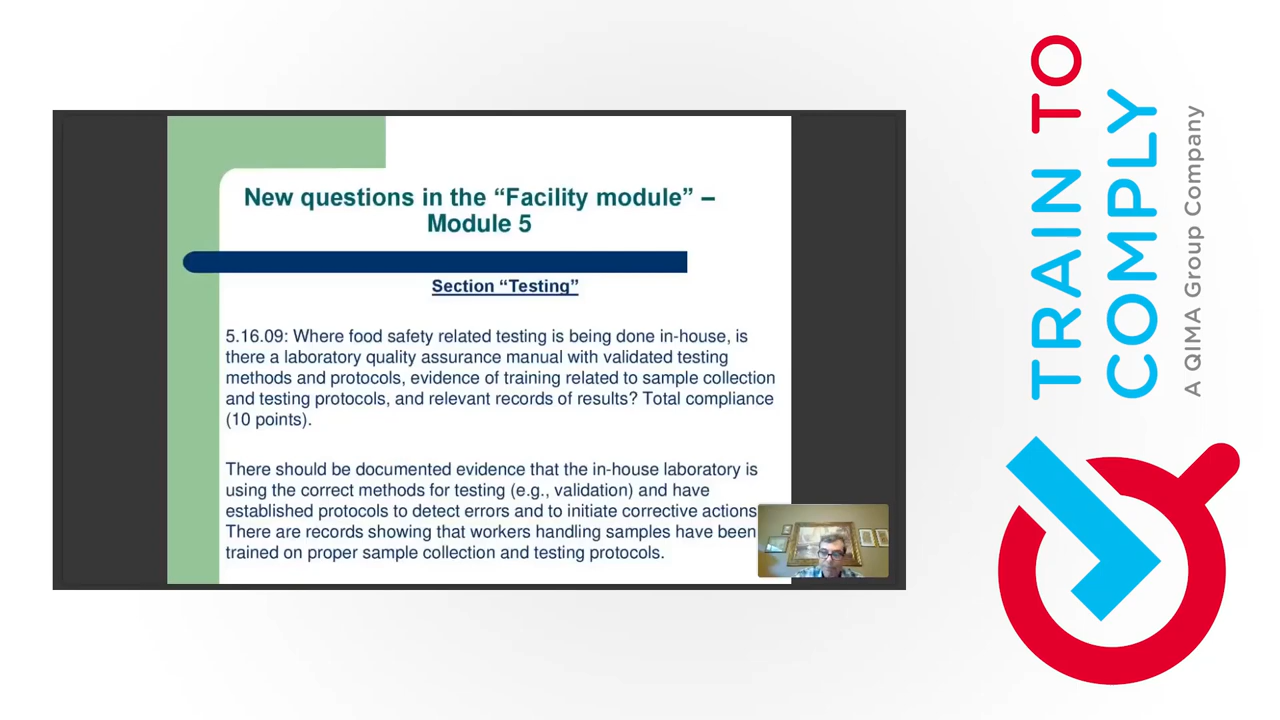 New questions in the “Facility module” –
Module 5
Section “Testing”
5.16.09: Where food safety related testing is being done in-house, is
there a laboratory quality assurance manual with validated testing
methods and protocols, evidence of training related to sample collection
and testing protocols, and relevant records of results? Total compliance
(10 points).
There should be documented evidence that the in-house laboratory is
using the correct methods for testing (e.g., validation) and have
established protocols to detect errors and to initiate corrective actions
There are records showing that workers handling samples have been
trained on proper sample collection and testing protocols.
TRAIN TO
COMPLY
A QIMA Group Company